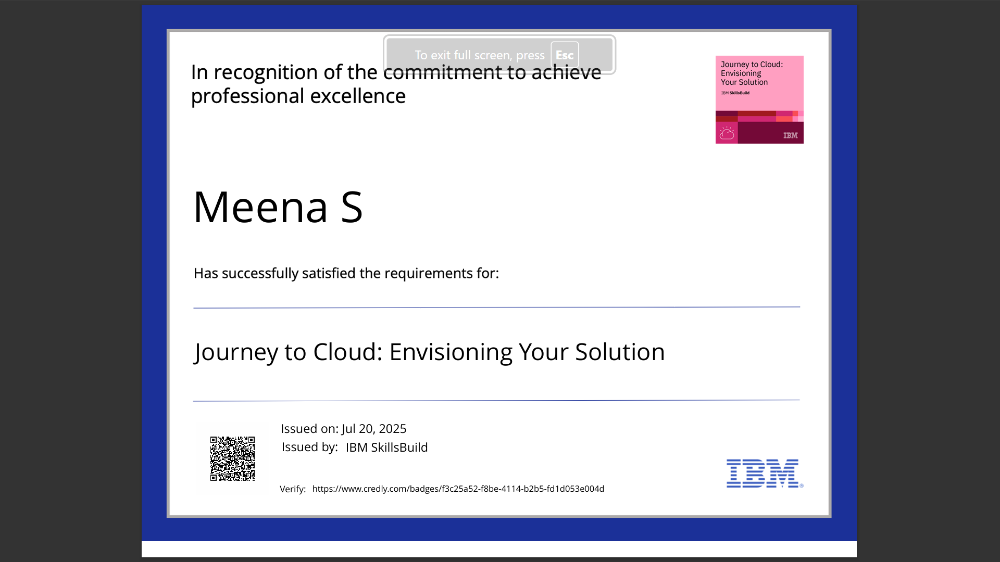 To exit full screen, press Esc
In recognition of the commitment to achieve
professional excellence
Journey to Cloud:
Envisioning
Your Solution
IBM SkillsBuild
IBM
Meena S
Has successfully satisfied the requirements for:
Journey to Cloud: Envisioning Your Solution
Issued on: Jul 20, 2025
Issued by: IBM SkillsBuild
Verify: https://www.credly.com/badges/f3c25a52-f8be-4114-b2b5-fd1d053e004d
IBM®